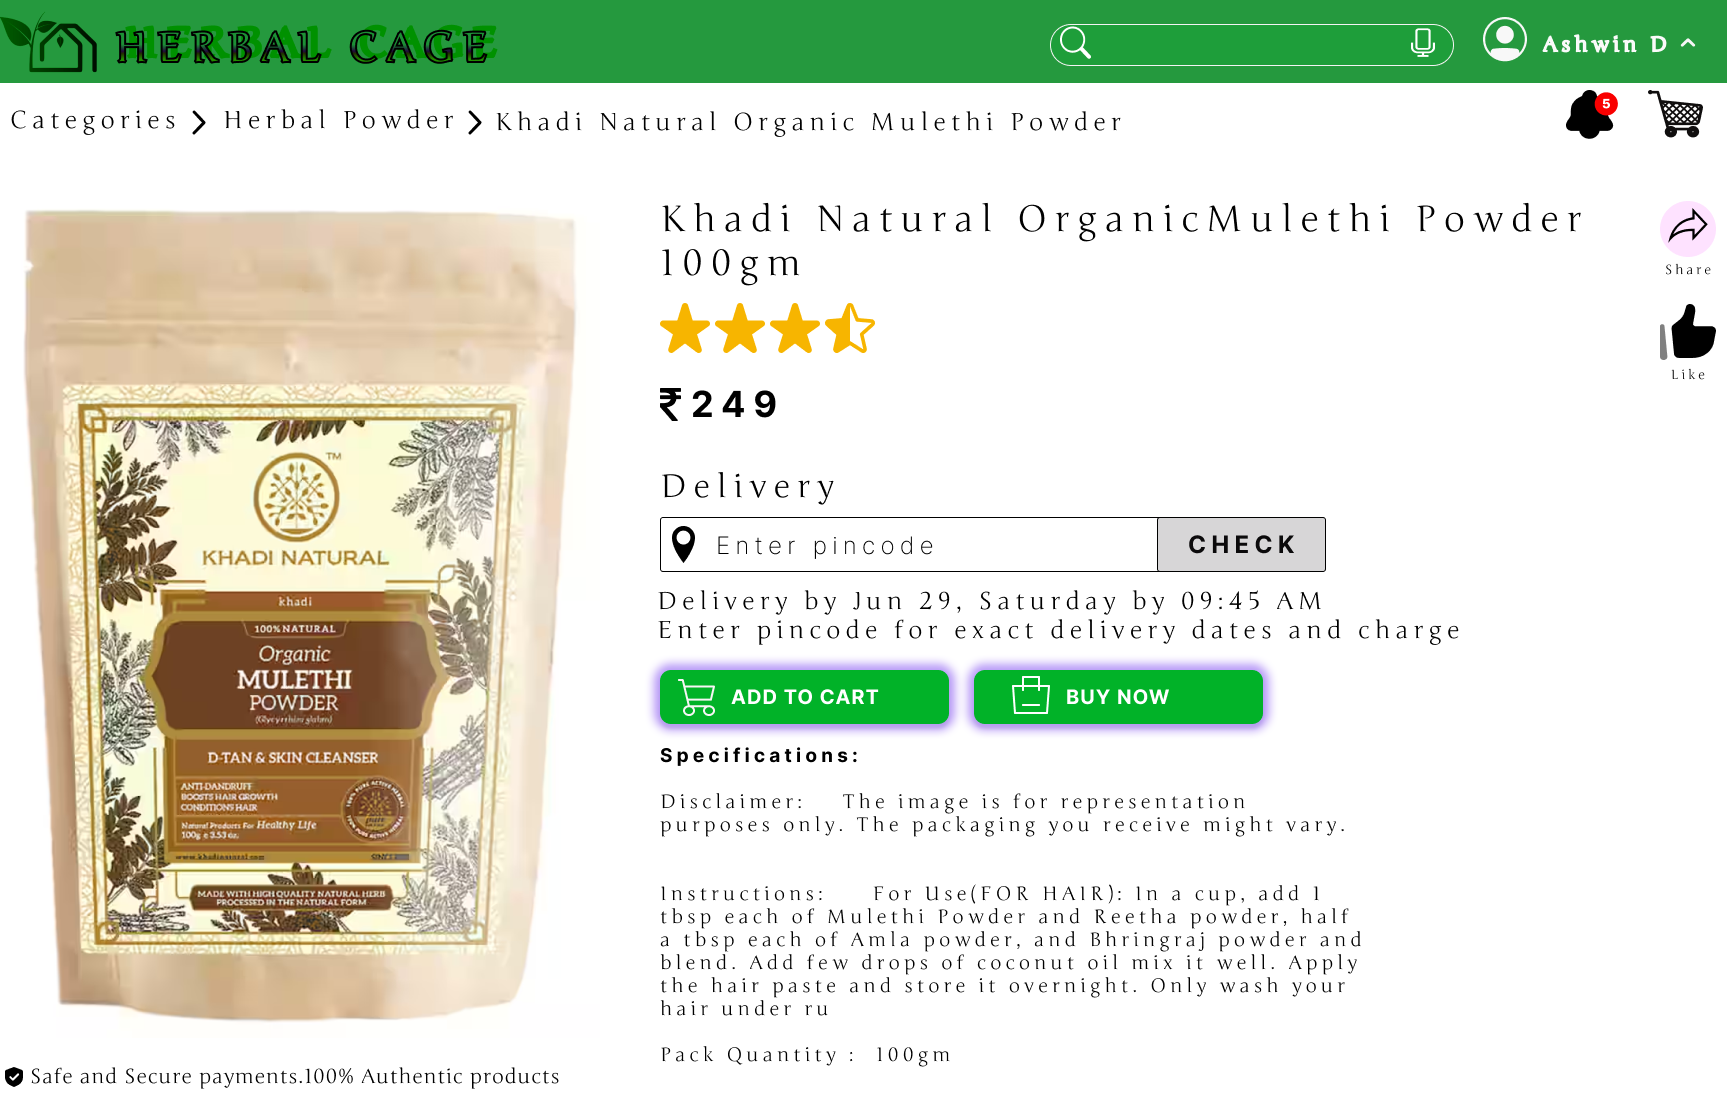 HERBAL CAGE
Ashwin D
Categories > Herbal Powder > Khadi Natural Organic Mulethi Powder
5
Khadi Natural OrganicMulethi Powder
100gm
Share
Like
₹249
Delivery
Enter pincode
CHECK
Delivery by Jun 29, Saturday by 09:45 AM
Enter pincode for exact delivery dates and charge
ADD TO CART
BUY NOW
Specifications:
Disclaimer: The image is for representation
purposes only. The packaging you receive might vary.
Instructions: For Use(FOR HAIR): In a cup, add 1
tbsp each of Mulethi Powder and Reetha powder, half
a tbsp each of Amla powder, and Bhringraj powder and
blend. Add few drops of coconut oil mix it well. Apply
the hair paste and store it overnight. Only wash your
hair under ru
Pack Quantity : 100gm
TM
KHADI NATURAL
khadi
100% NATURAL
Organic
MULETHI
POWDER
(Glycyrrhiza glabra)
D-TAN & SKIN CLEANSER
ANTI-DANDRUFF
BOOSTS HAIR GROWTH
CONDITIONS HAIR
Natural Products For Healthy Life
100g e 3.53 oz.
100% PURE ACTIVE HERBAL
www.khadinatural.com
MADE WITH HIGH QUALITY NATURAL HERB
PROCESSED IN THE NATURAL FORM
Safe and Secure payments.100% Authentic products